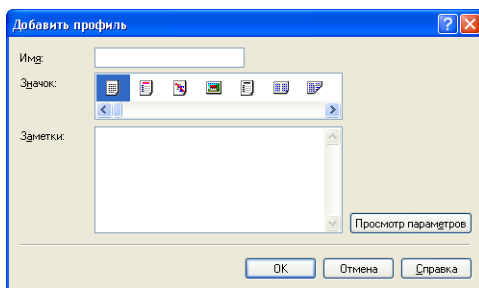 Добавить профиль
Имя:
Значок:
Заметки:
Просмотр параметров
OK
Отмена
Справка